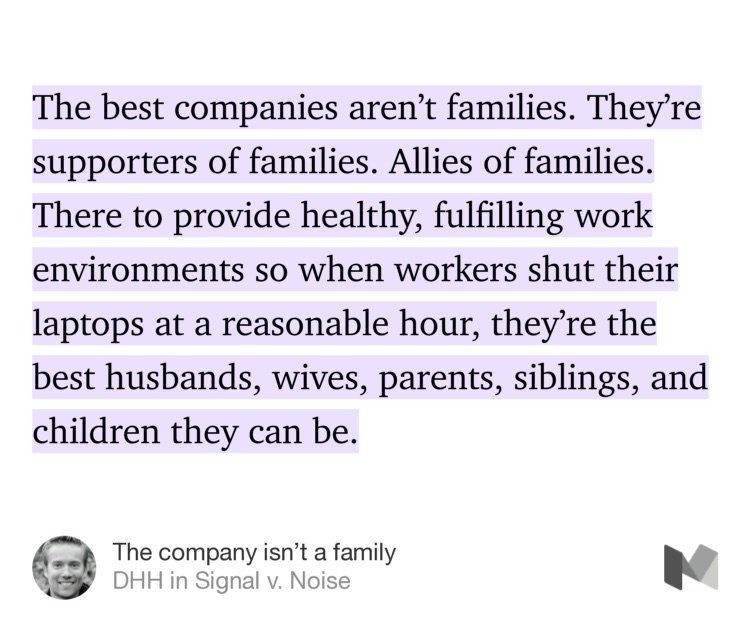 The best companies aren’t families. They’re
supporters of families. Allies of families.
There to provide healthy, fulfilling work
environments so when workers shut their
laptops at a reasonable hour, they’re the
best husbands, wives, parents, siblings, and
children they can be.
The company isn’t a family
DHH in Signal v. Noise